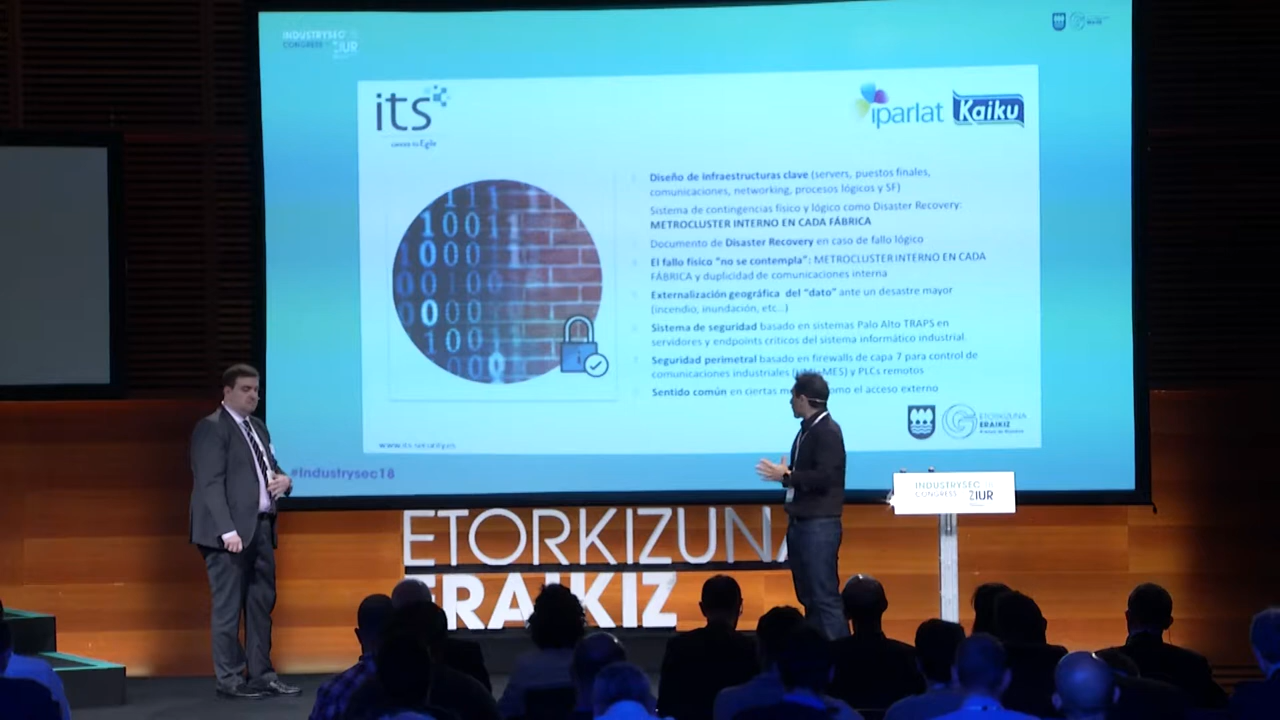 INDUSTRYSEC18
CONGRESS ZIUR
its
iparlat Kaiku
Diseño de infraestructuras clave (servers, puestos finales,
comunicaciones, networking, procesos lógicos y SF)
Sistema de contingencias físico y lógico como Disaster Recovery:
METROCLUSTER INTERNO EN CADA FÁBRICA
Documento de Disaster Recovery en caso de fallo lógico
El fallo físico "no se contempla": METROCLUSTER INTERNO EN CADA
FÁBRICA y duplicidad de comunicaciones interna
Externalización geográfica del "dato" ante un desastre mayor
(incendio, inundación, etc...)
Sistema de seguridad basado en sistemas Palo Alto TRAPS en
servidores y endpoints críticos del sistema informático industrial.
Seguridad perimetral basado en firewalls de capa 7 para control de
comunicaciones industriales MES) y PLCs remotos
Sentido común en ciertas como el acceso externo
ETORKIZUNA
ERAIKIZ
#Industrysec18
INDUSTRYSEC
CONGRESS ZIUR
ETORKIZUNA
ERAIKIZ